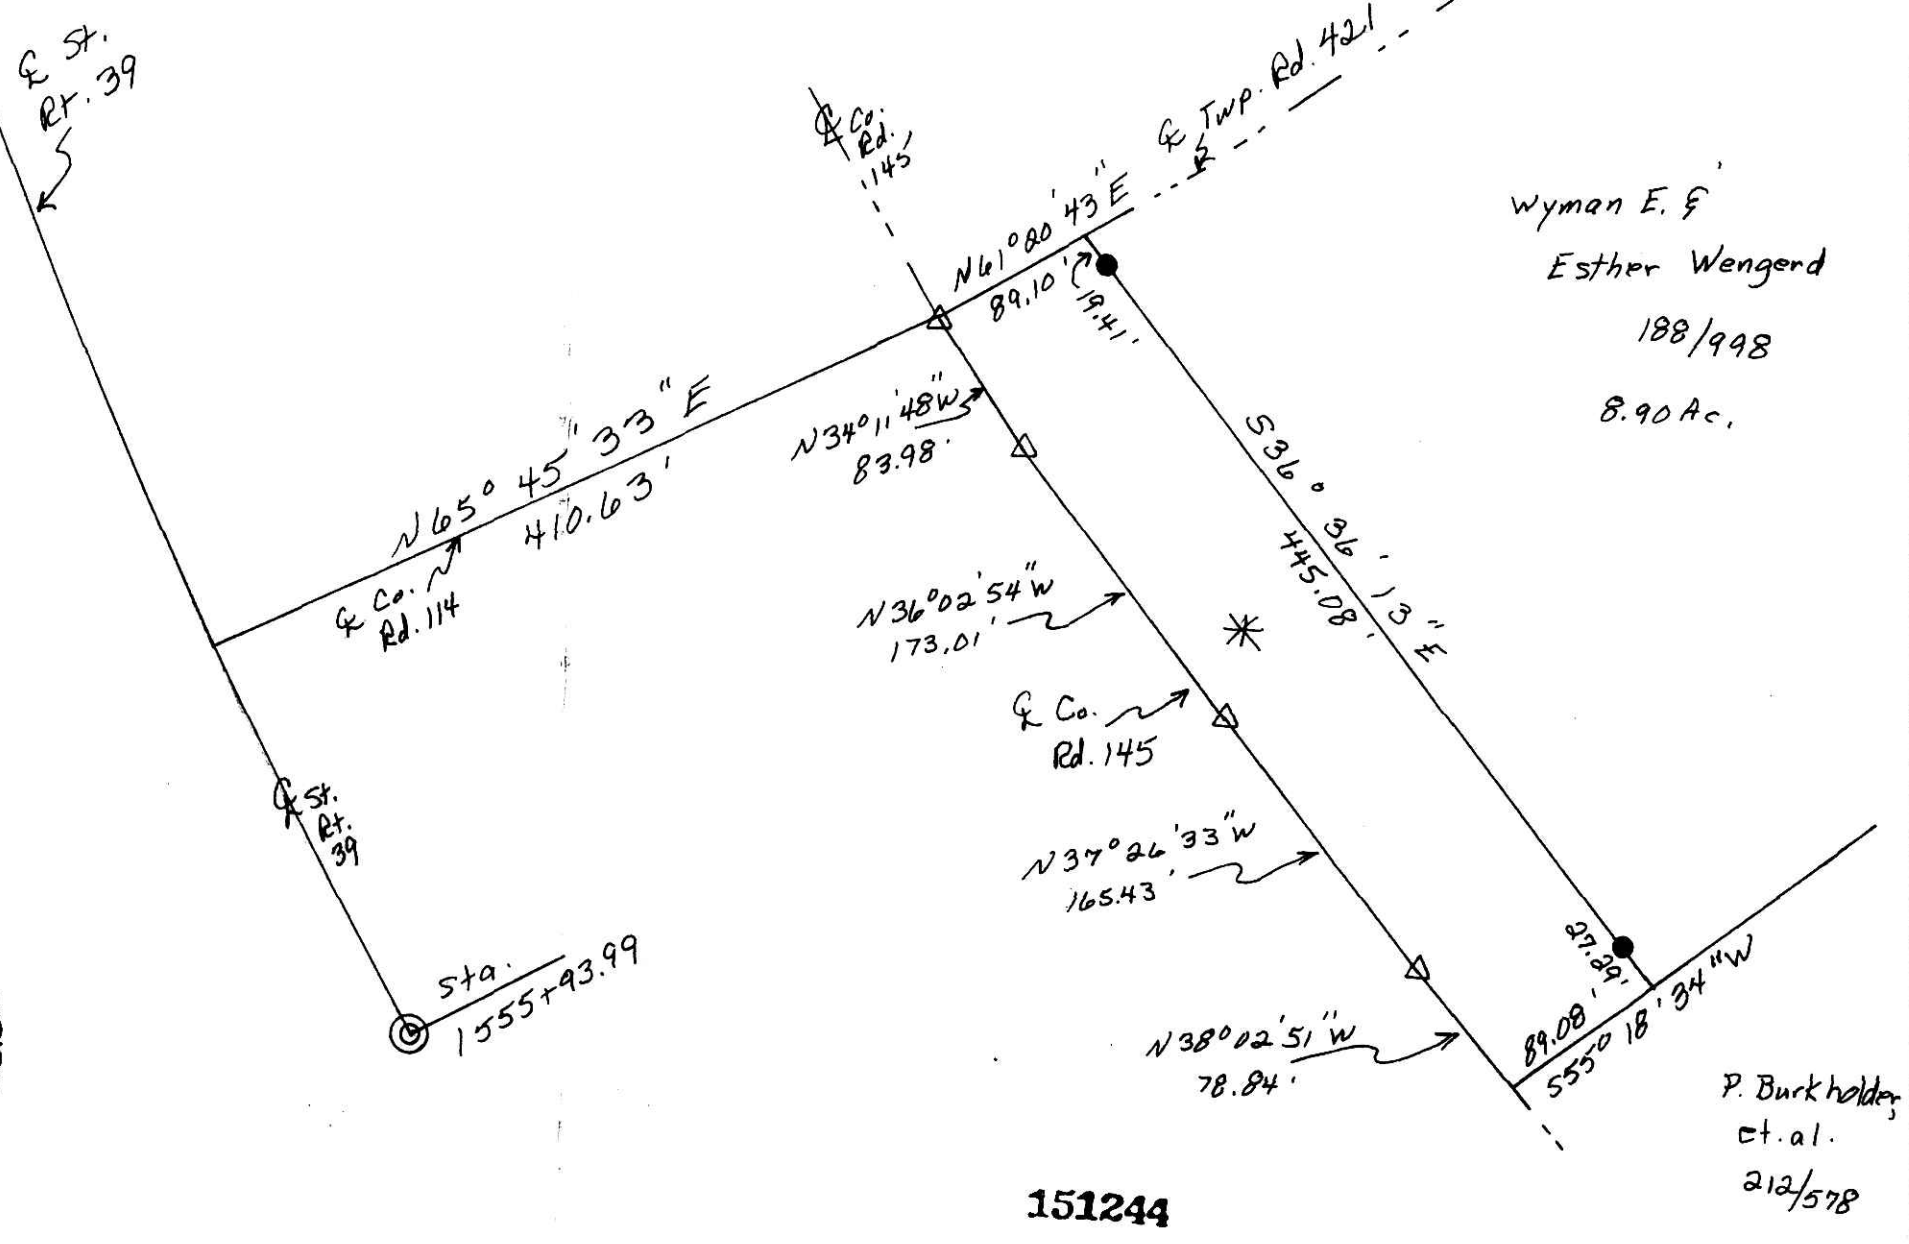 ℄ St.
Rt. 39
℄ Co.
Rd.
145
℄ Twp. Rd. 421
N61°20'43"E
89.10'
19.41'
Wyman E. &
Esther Wengerd
188/998
8.90 Ac.
N65° 45' 33" E
410.63'
℄ Co.
Rd. 114
N34°11'48"W
83.98'
S36° 36' 13"E
445.08'
N36°02'54"W
173.01'
℄ Co.
Rd. 145
℄ St.
Rt.
39
N37°26'33"W
165.43'
Sta.
1555+93.99
27.29'
89.08'
S55° 18' 34"W
N38°02'51"W
78.84'
P. Burkholder,
et. al.
212/578
151244